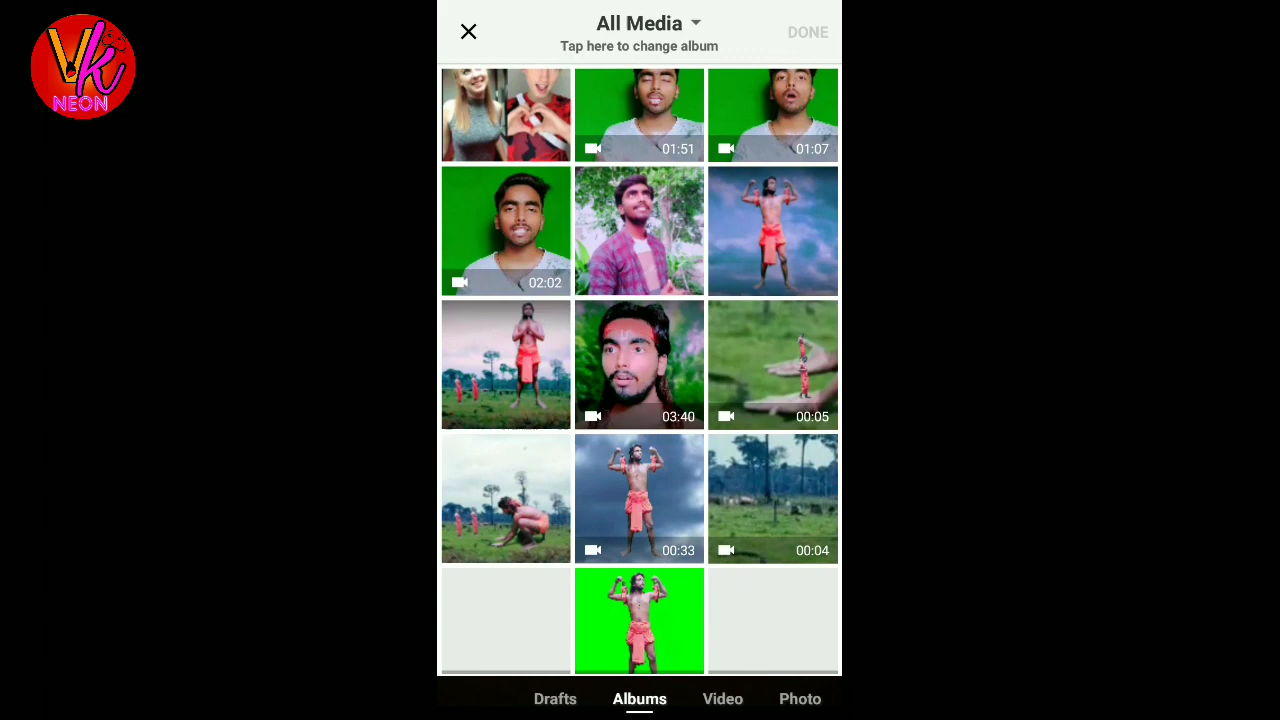 Vk
NEON
All Media
DONE
Tap here to change album
01:51
01:07
02:02
03:40
00:05
00:33
00:04
Drafts
Albums
Video
Photo